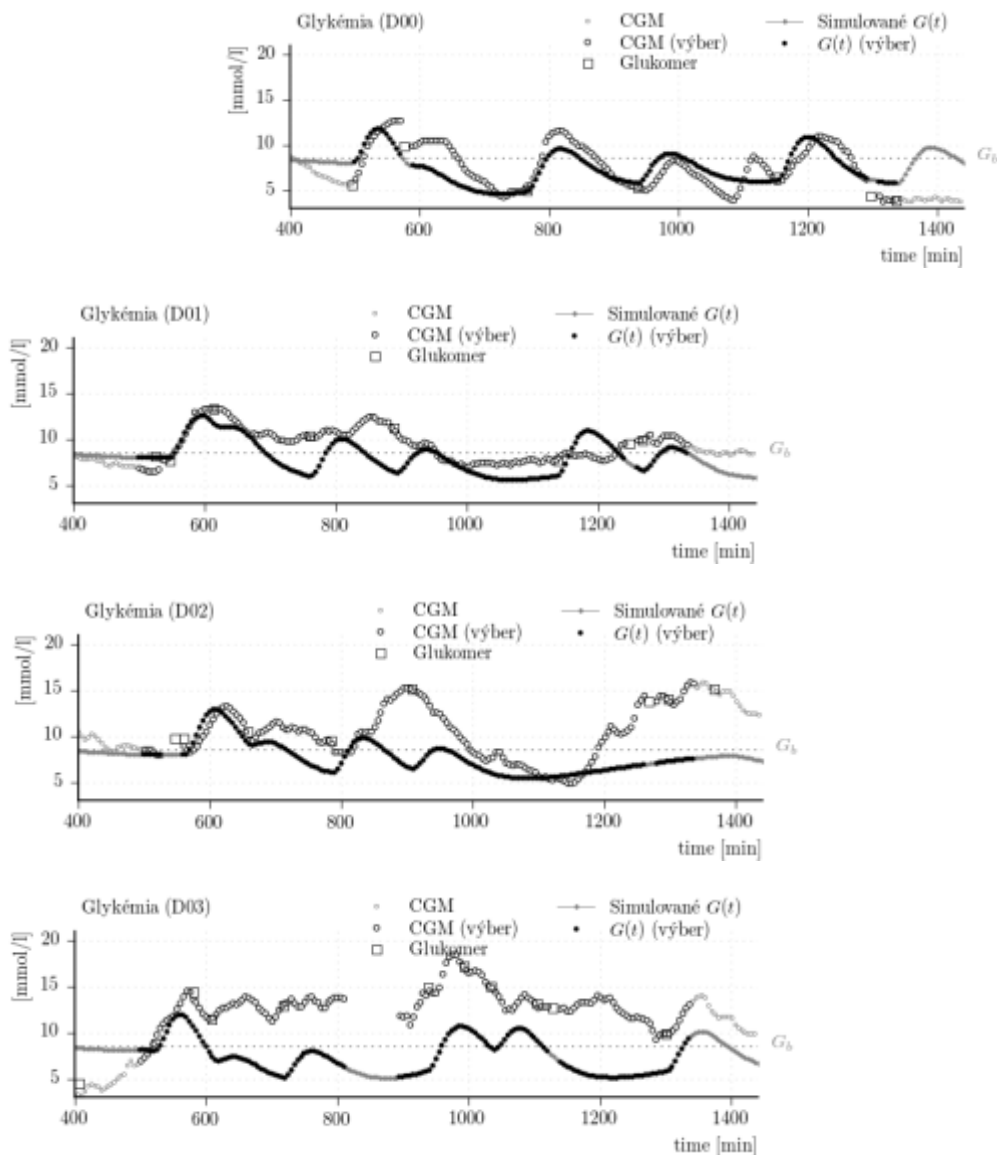 Glykémia (D00) CGM Simulované G(t)
CGM (výber) G(t) (výber)
Glukomer
[mmol/l]
20
15
10
5
G_b
400 600 800 1000 1200 1400
time [min]
Glykémia (D01) CGM Simulované G(t)
CGM (výber) G(t) (výber)
Glukomer
[mmol/l]
20
15
10
5
G_b
400 600 800 1000 1200 1400
time [min]
Glykémia (D02) CGM Simulované G(t)
CGM (výber) G(t) (výber)
Glukomer
[mmol/l]
20
15
10
5
G_b
400 600 800 1000 1200 1400
time [min]
Glykémia (D03) CGM Simulované G(t)
CGM (výber) G(t) (výber)
Glukomer
[mmol/l]
20
15
10
5
G_b
400 600 800 1000 1200 1400
time [min]